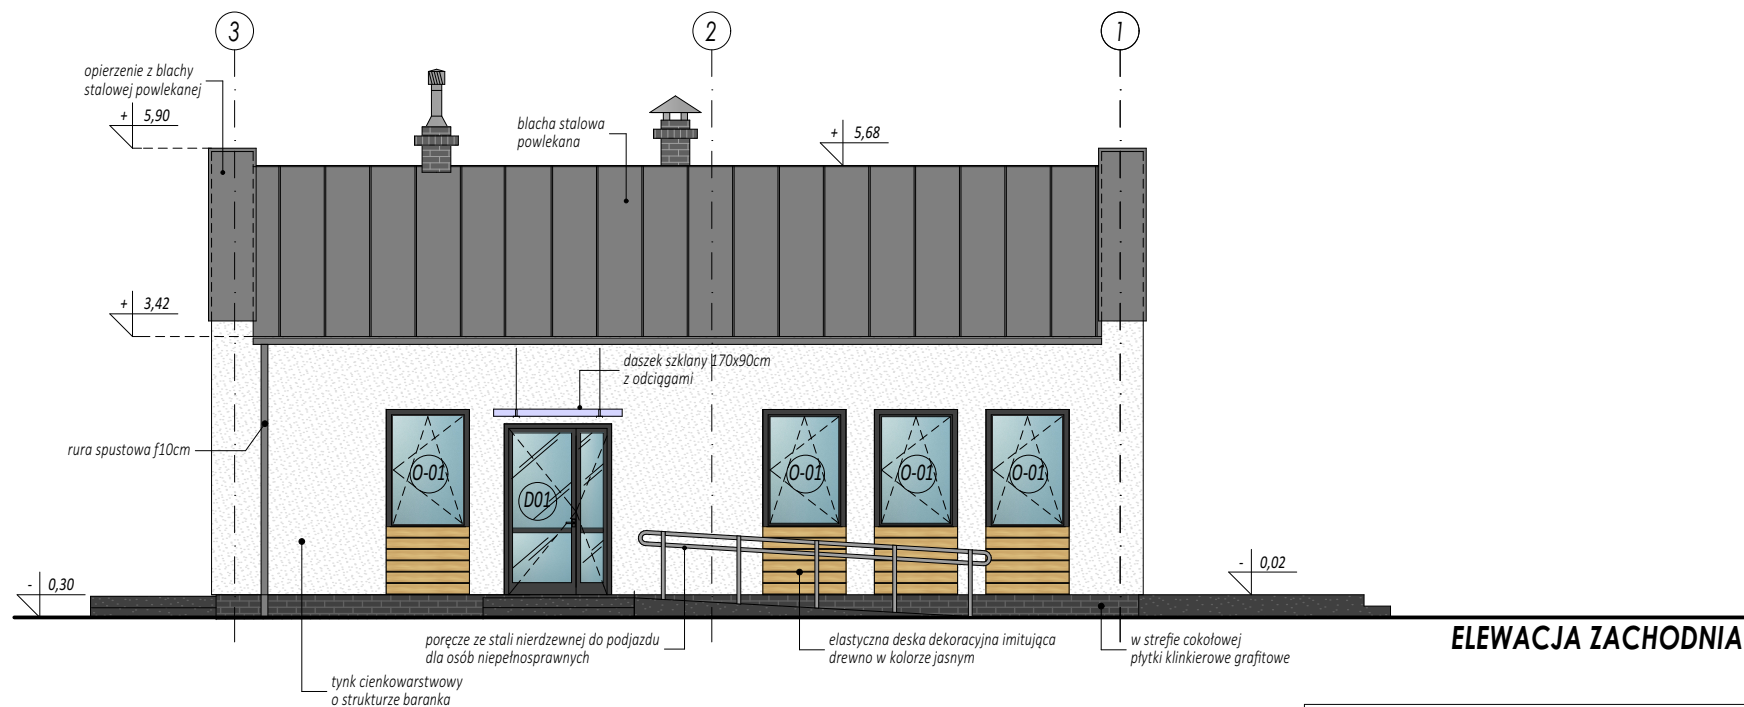 3
2
1
opierzenie z blachy
stalowej powlekanej
+ 5,90
blacha stalowa
powlekana
+ 5,68
+ 3,42
daszek szklany 170x90cm
z odciągami
rura spustowa f10cm
O-01
D01
O-01
O-01
O-01
- 0,30
- 0,02
poręcze ze stali nierdzewnej do podjazdu
dla osób niepełnosprawnych
elastyczna deska dekoracyjna imitująca
drewno w kolorze jasnym
w strefie cokołowej
płytki klinkierowe grafitowe
ELEWACJA ZACHODNIA
tynk cienkowarstwowy
o strukturze baranka